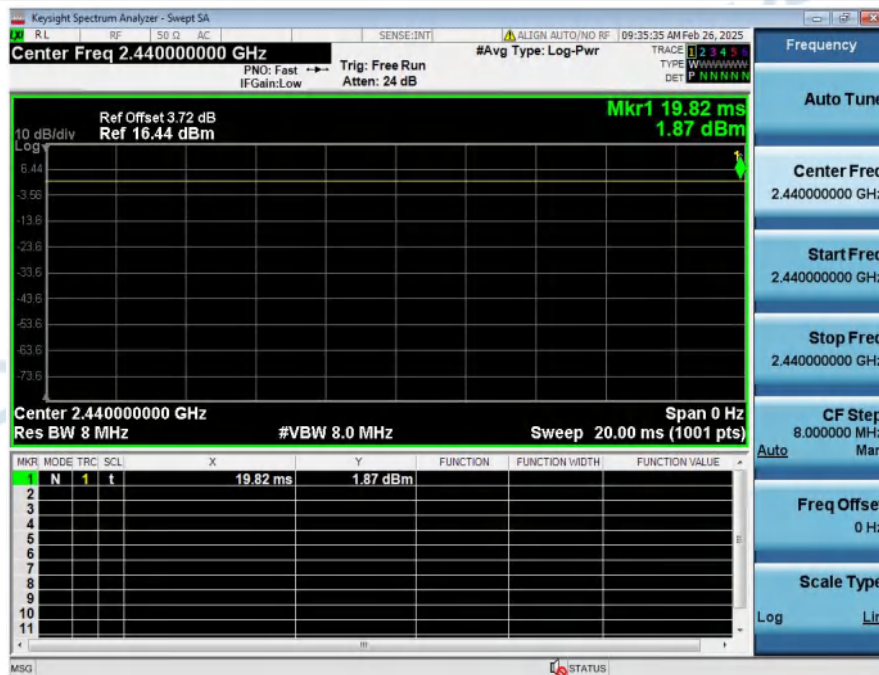 Keysight Spectrum Analyzer - Swept SA
LXI RL RF 50 Ω AC SENSE:INT ALIGN AUTO/NO RF 09:35:35 AM Feb 26, 2025
Center Freq 2.440000000 GHz
PNO: Fast
IFGain:Low
Trig: Free Run
Atten: 24 dB
#Avg Type: Log-Pwr
TRACE 1 2 3 4 5 6
TYPE WWWWWW
DET P NNNNN
Ref Offset 3.72 dB
10 dB/div Ref 16.44 dBm
Mkr1 19.82 ms
1.87 dBm
Log
1
6.44
-3.56
-13.6
-23.6
-33.6
-43.6
-53.6
-63.6
-73.6
Center 2.440000000 GHz Span 0 Hz
Res BW 8 MHz #VBW 8.0 MHz Sweep 20.00 ms (1001 pts)
MKR MODE TRC SCL X Y FUNCTION FUNCTION WIDTH FUNCTION VALUE
1 N 1 t 19.82 ms 1.87 dBm
2
3
4
5
6
7
8
9
10
11
MSG STATUS
Frequency
Auto Tune
Center Freq
2.440000000 GHz
Start Freq
2.440000000 GHz
Stop Freq
2.440000000 GHz
CF Step
8.000000 MHz
Auto Man
Freq Offset
0 Hz
Scale Type
Log Lin